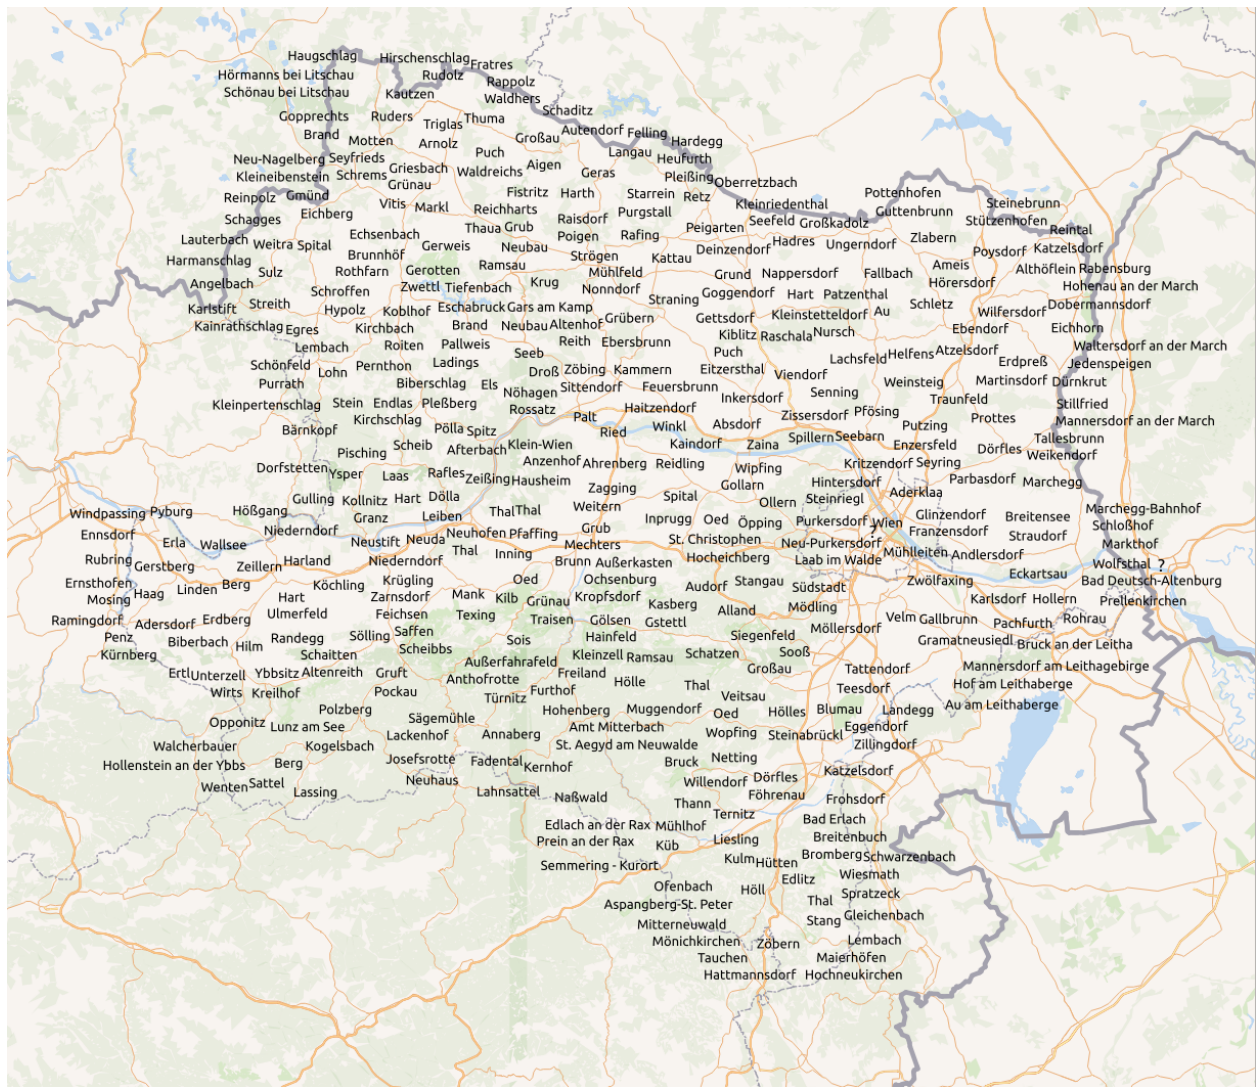 Haugschlag
Hirschenschlag
Fratres
Hörmanns bei Litschau
Rudolz
Rappolz
Schönau bei Litschau
Kautzen
Waldhers
Schaditz
Gopprechts
Ruders
Triglas
Thuma
Brand
Motten
Arnolz
Großau
Autendorf
Felling
Hardegg
Neu-Nagelberg
Seyfrieds
Puch
Langau
Heufurth
Kleineibenstein
Schrems
Griesbach
Waldreichs
Aigen
Geras
Pleißing
Oberretzbach
Grünau
Reinpolz
Gmünd
Fistritz
Harth
Starrein
Retz
Pottenhofen
Vitis
Markl
Reichharts
Kleinriedenthal
Steinebrunn
Schagges
Eichberg
Raisdorf
Purgstall
Guttenbrunn
Seefeld
Großkadolz
Stützenhofen
Thaua
Grub
Peigarten
Reintal
Lauterbach
Echsenbach
Poigen
Rafing
Zlabern
Weitra
Spital
Gerweis
Neubau
Deinzendorf
Hadres
Ungerndorf
Katzelsdorf
Harmanschlag
Brunnhöf
Strögen
Kattau
Poysdorf
Sulz
Rothfarn
Gerotten
Ramsau
Mühlfeld
Ameis
Althöflein
Rabensburg
Angelbach
Zwettl
Tiefenbach
Krug
Nonndorf
Grund
Nappersdorf
Fallbach
Hörersdorf
Hohenau an der March
Schroffen
Goggendorf
Hart
Patzenthal
Streith
Straning
Schletz
Dobermannsdorf
Karlstift
Hypolz
Koblhof
Eschabruck
Gars am Kamp
Gettsdorf
Kleinstetteldorf
Au
Wilfersdorf
Kainrathschlag
Egres
Kirchbach
Brand
Neubau
Altenhof
Grübern
Ebendorf
Eichhorn
Lembach
Roiten
Pallweis
Reith
Ebersbrunn
Kiblitz
Raschala
Nursch
Seeb
Puch
Lachsfeld
Helfens
Atzelsdorf
Waltersdorf an der March
Schönfeld
Lohn
Pernthon
Ladings
Droß
Zöbing
Kammern
Eitzersthal
Erdpreß
Jedenspeigen
Purrath
Biberschlag
Els
Nöhagen
Sittendorf
Feuersbrunn
Viendorf
Weinsteig
Martinsdorf
Dürnkrut
Kleinpertenschlag
Stein
Endlas
Pleßberg
Rossatz
Inkersdorf
Senning
Traunfeld
Stillfried
Kirchschlag
Palt
Haitzendorf
Zissersdorf
Pfösing
Prottes
Mannersdorf an der March
Bärnkopf
Pölla
Spitz
Ried
Winkl
Absdorf
Putzing
Scheib
Klein-Wien
Kaindorf
Zaina
Spillern
Seebarn
Enzersfeld
Tallesbrunn
Pisching
Afterbach
Dörfles
Weikendorf
Dorfstetten
Ysper
Laas
Rafles
Anzenhof
Ahrenberg
Reidling
Wipfing
Kritzendorf
Seyring
Zeißing
Hausheim
Gollarn
Hintersdorf
Parbasdorf
Marchegg
Gulling
Kollnitz
Hart
Dölla
Zagging
Spital
Ollern
Steinriegl
Aderklaa
Windpassing
Pyburg
Hößgang
Granz
Leiben
Thal
Thal
Weitern
Marchegg-Bahnhof
Glinzendorf
Breitensee
Ennsdorf
Niederndorf
Inprugg
Oed
Öpping
Purkersdorf
Wien
Schloßhof
?
Erla
Wallsee
Neustift
Neuda
Neuhofen
Pfaffing
Grub
St. Christophen
Neu-Purkersdorf
Franzensdorf
Straudorf
Markthof
Rubring
Gerstberg
Zeillern
Harland
Niederndorf
Thal
Inning
Mechters
Brunn
Außerkasten
Hocheichberg
Laab im Walde
Mühlleiten
Andlersdorf
Wolfsthal
?
Ernsthofen
Linden
Berg
Köchling
Krügling
Oed
Ochsenburg
Audorf
Stangau
Südstadt
Zwölfaxing
Eckartsau
Bad Deutsch-Altenburg
Mosing
Haag
Hart
Zarnsdorf
Mank
Kilb
Grünau
Kropfsdorf
Kasberg
Alland
Mödling
Karlsdorf
Hollern
Prellenkirchen
Ramingdorf
Adersdorf
Erdberg
Ulmerfeld
Feichsen
Texing
Traisen
Gölsen
Gstettl
Möllersdorf
Velm
Gallbrunn
Pachfurth
Rohrau
Penz
Biberbach
Hilm
Randegg
Sölling
Saffen
Sois
Hainfeld
Siegenfeld
Gramatneusiedl
Bruck an der Leitha
Kürnberg
Schaitten
Scheibbs
Kleinzell
Ramsau
Schatzen
Sooß
Ertl
Unterzell
Ybbsitz
Altenreith
Gruft
Außerfahrafeld
Freiland
Großau
Tattendorf
Mannersdorf am Leithagebirge
Anthofrotte
Hölle
Thal
Teesdorf
Hof am Leithaberge
Wirts
Kreilhof
Pockau
Türnitz
Furthof
Veitsau
Polzberg
Hohenberg
Muggendorf
Oed
Hölles
Blumau
Landegg
Au am Leithaberge
Opponitz
Lunz am See
Sägemühle
Amt Mitterbach
Eggendorf
Lackenhof
Annaberg
Wopfing
Steinabrückl
Walcherbauer
Kogelsbach
St. Aegyd am Neuwalde
Zillingdorf
Hollenstein an der Ybbs
Berg
Josefsrotte
Fadental
Kernhof
Bruck
Netting
Katzelsdorf
Wenten
Sattel
Lassing
Neuhaus
Lahnsattel
Naßwald
Willendorf
Dörfles
Föhrenau
Frohsdorf
Thann
Ternitz
Edlach an der Rax
Mühlhof
Bad Erlach
Prein an der Rax
Küb
Liesling
Breitenbuch
Semmering - Kurort
Kulm
Hütten
Bromberg
Schwarzenbach
Ofenbach
Höll
Edlitz
Wiesmath
Aspangberg-St. Peter
Thal
Spratzeck
Mitterneuwald
Stang
Gleichenbach
Mönichkirchen
Zöbern
Lembach
Tauchen
Maierhöfen
Hattmannsdorf
Hochneukirchen